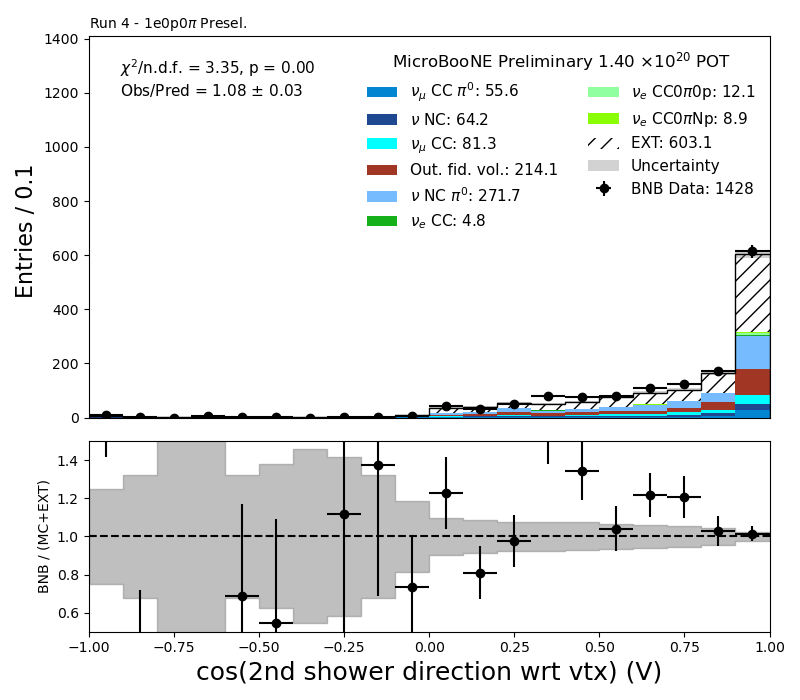 Run 4 - 1e0p0π Presel.
χ²/n.d.f. = 3.35, p = 0.00
Obs/Pred = 1.08 ± 0.03
MicroBooNE Preliminary 1.40 ×10²⁰ POT
ν_μ CC π⁰: 55.6
ν NC: 64.2
ν_μ CC: 81.3
Out. fid. vol.: 214.1
ν NC π⁰: 271.7
ν_e CC: 4.8
ν_e CC0π0p: 12.1
ν_e CC0πNp: 8.9
EXT: 603.1
Uncertainty
BNB Data: 1428
Entries / 0.1
1400
1200
1000
800
600
400
200
0
BNB / (MC+EXT)
1.4
1.2
1.0
0.8
0.6
−1.00 −0.75 −0.50 −0.25 0.00 0.25 0.50 0.75 1.00
cos(2nd shower direction wrt vtx) (V)